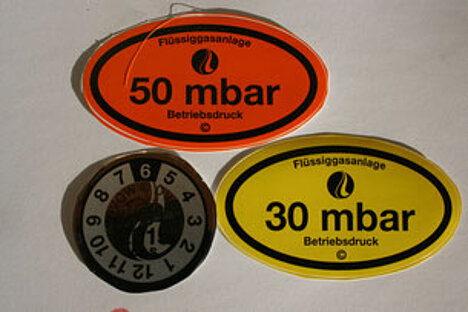 Flüssiggasanlage
50 mbar
Betriebsdruck
©
Flüssiggasanlage
30 mbar
Betriebsdruck
©
1 2 3 4 5 6 7 8 9 10 11 12
1